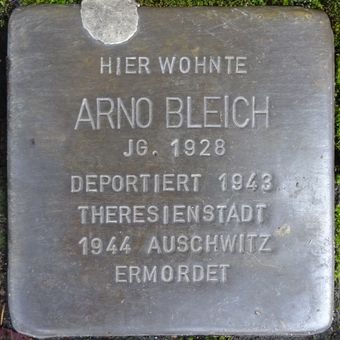 HIER WOHNTE
ARNO BLEICH
JG. 1928
DEPORTIERT 1943
THERESIENSTADT
1944 AUSCHWITZ
ERMORDET